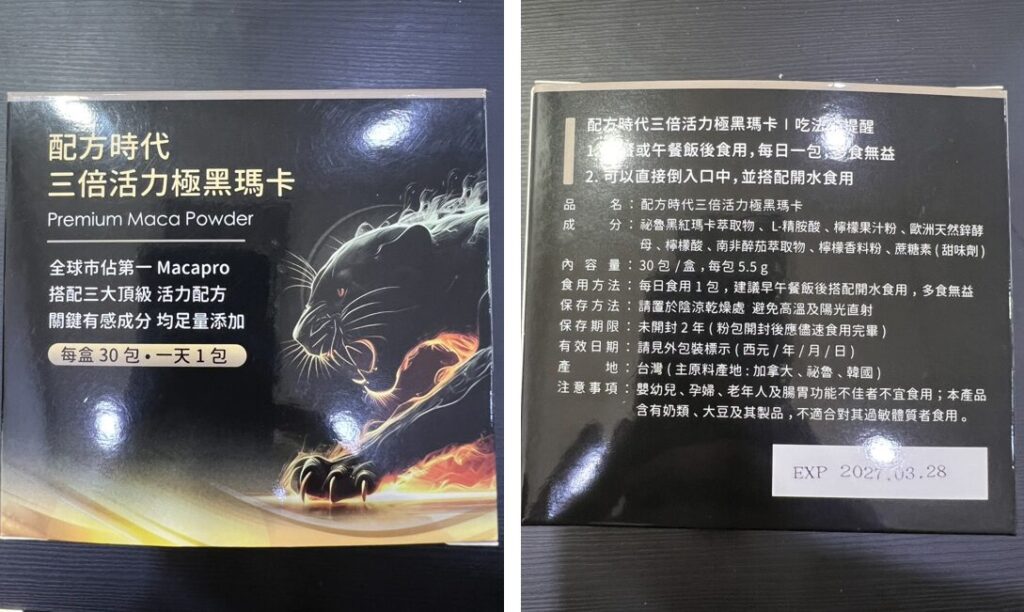 配方時代
三倍活力極黑瑪卡
Premium Maca Powder
全球市佔第一 Macapro
搭配三大頂級 活力配方
關鍵有感成分 均足量添加
每盒 30 包・一天 1 包
配方時代三倍活力極黑瑪卡｜吃法 提醒
餐或午餐飯後食用，每日一包，多食無益
2. 可以直接倒入口中，並搭配開水食用
品 名：配方時代三倍活力極黑瑪卡
成 分：祕魯黑紅瑪卡萃取物、L-精胺酸、檸檬果汁粉、歐洲天然鋅酵
母、檸檬酸、南非醉茄萃取物、檸檬香料粉、蔗糖素 ( 甜味劑 )
內 容 量：30 包 / 盒，每包 5.5 g
食用方法：每日食用 1 包，建議早午餐飯後搭配開水食用，多食無益
保存方法：請置於陰涼乾燥處 避免高溫及陽光直射
保存期限：未開封 2 年 ( 粉包開封後應儘速食用完畢 )
有效日期：請見外包裝標示 ( 西元 / 年 / 月 / 日 )
產 地：台灣 ( 主原料產地 : 加拿大、祕魯、韓國 )
注意事項：嬰幼兒、孕婦、老年人及腸胃功能不佳者不宜食用；本產品
含有奶類、大豆及其製品，不適合對其過敏體質者食用。
EXP 2027.03.28